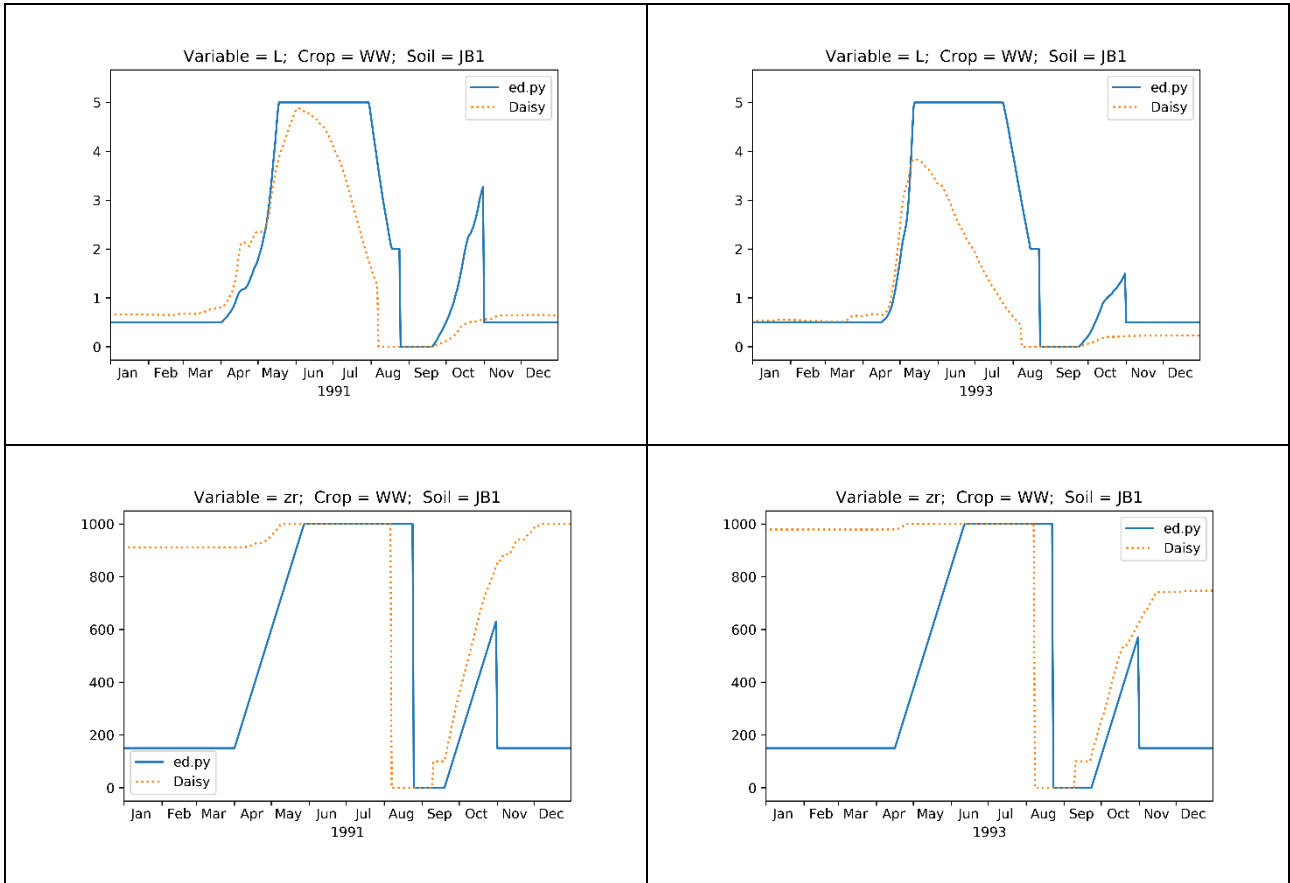 Variable = L; Crop = WW; Soil = JB1
ed.py
Daisy
5
4
3
2
1
0
Jan Feb Mar Apr May Jun Jul Aug Sep Oct Nov Dec
1991
Variable = L; Crop = WW; Soil = JB1
ed.py
Daisy
5
4
3
2
1
0
Jan Feb Mar Apr May Jun Jul Aug Sep Oct Nov Dec
1993
Variable = zr; Crop = WW; Soil = JB1
1000
800
600
400
200
0
ed.py
Daisy
Jan Feb Mar Apr May Jun Jul Aug Sep Oct Nov Dec
1991
Variable = zr; Crop = WW; Soil = JB1
ed.py
Daisy
1000
800
600
400
200
0
Jan Feb Mar Apr May Jun Jul Aug Sep Oct Nov Dec
1993